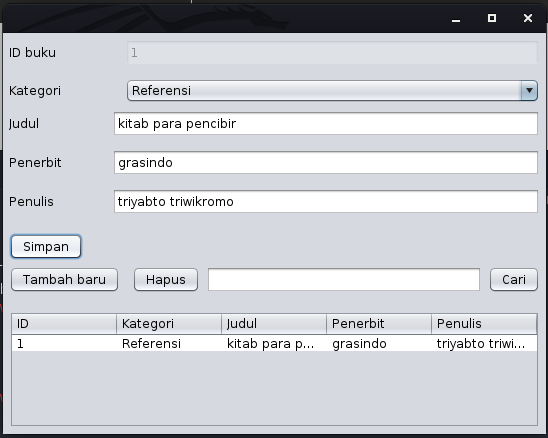 ID buku 1
Kategori Referensi
Judul kitab para pencibir
Penerbit grasindo
Penulis triyabto triwikromo
Simpan
Tambah baru Hapus Cari
ID Kategori Judul Penerbit Penulis
1 Referensi kitab para p... grasindo triyabto triwi...